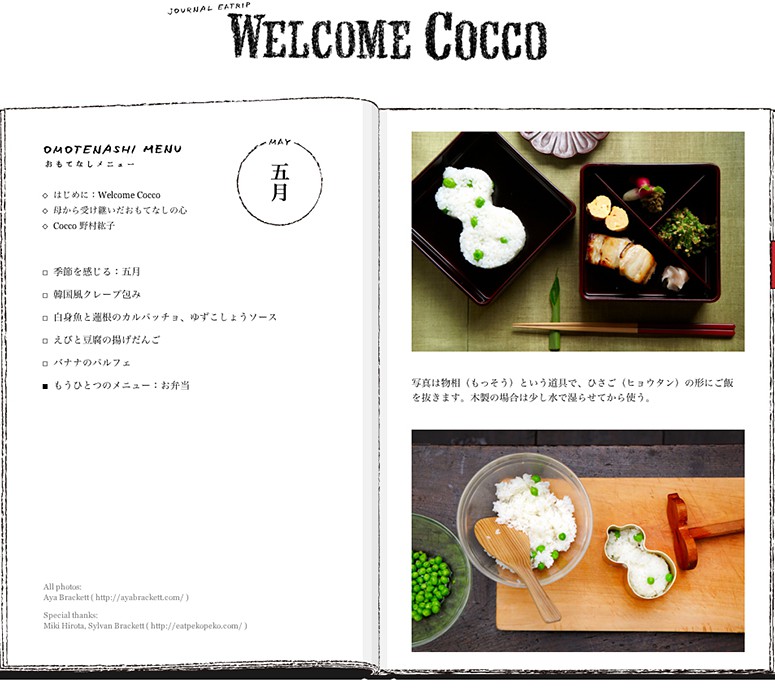 JOURNAL EATRIP
WELCOME COCCO
OMOTENASHI MENU
おもてなしメニュー
MAY
五月
◇ はじめに：Welcome Cocco
◇ 母から受け継いだおもてなしの心
◇ Cocco 野村紘子
□ 季節を感じる：五月
□ 韓国風クレープ包み
□ 白身魚と蓮根のカルパッチョ、ゆずこしょうソース
□ えびと豆腐の揚げだんご
□ バナナのパルフェ
■ もうひとつのメニュー：お弁当
All photos:
Aya Brackett ( http://ayabrackett.com/ )
Special thanks:
Miki Hirota, Sylvan Brackett ( http://eatpekopeko.com/ )
写真は物相（もっそう）という道具で、ひさご（ヒョウタン）の形にご飯
を抜きます。木製の場合は少し水で湿らせてから使う。